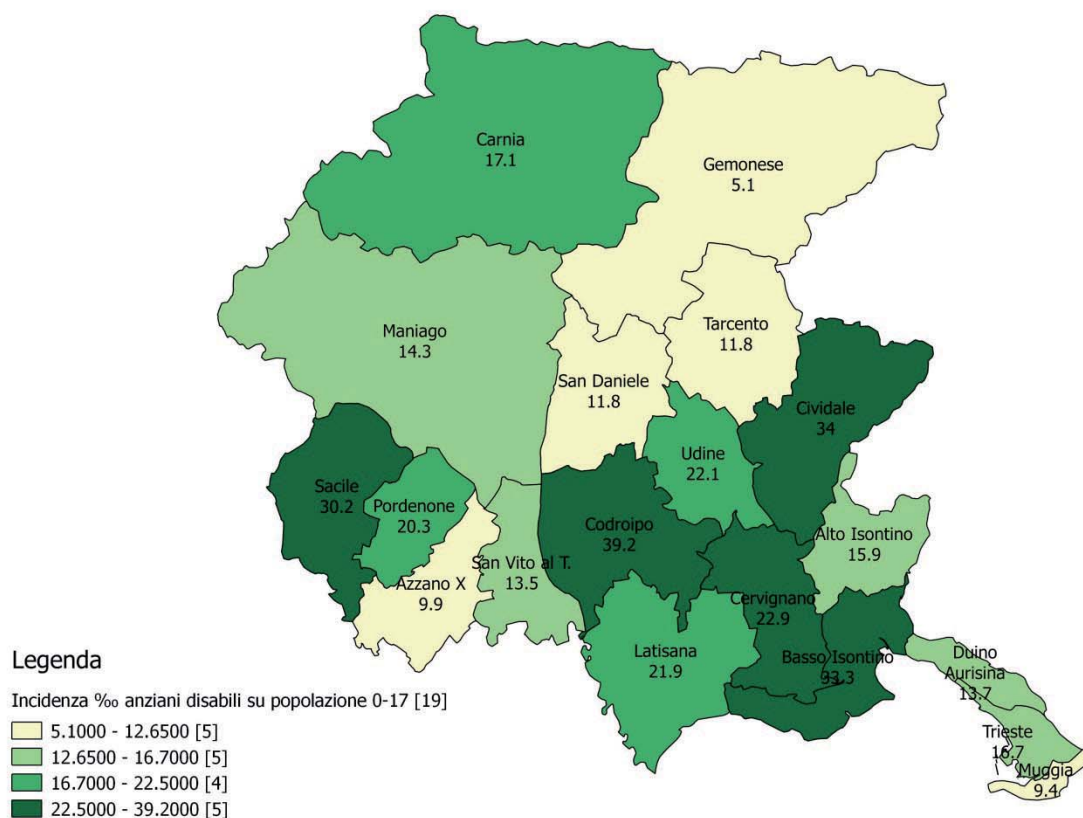 Carnia
17.1
Gemonese
5.1
Maniago
14.3
Tarcento
11.8
San Daniele
11.8
Cividale
34
Udine
22.1
Sacile
30.2
Pordenone
20.3
Codroipo
39.2
Alto Isontino
15.9
San Vito al T.
13.5
Azzano X
9.9
Cervignano
22.9
Latisana
21.9
Basso Isontino
33.3
Duino
Aurisina
13.7
Trieste
16.7
Muggia
9.4
Legenda
Incidenza ‰ anziani disabili su popolazione 0-17 [19]
5.1000 - 12.6500 [5]
12.6500 - 16.7000 [5]
16.7000 - 22.5000 [4]
22.5000 - 39.2000 [5]